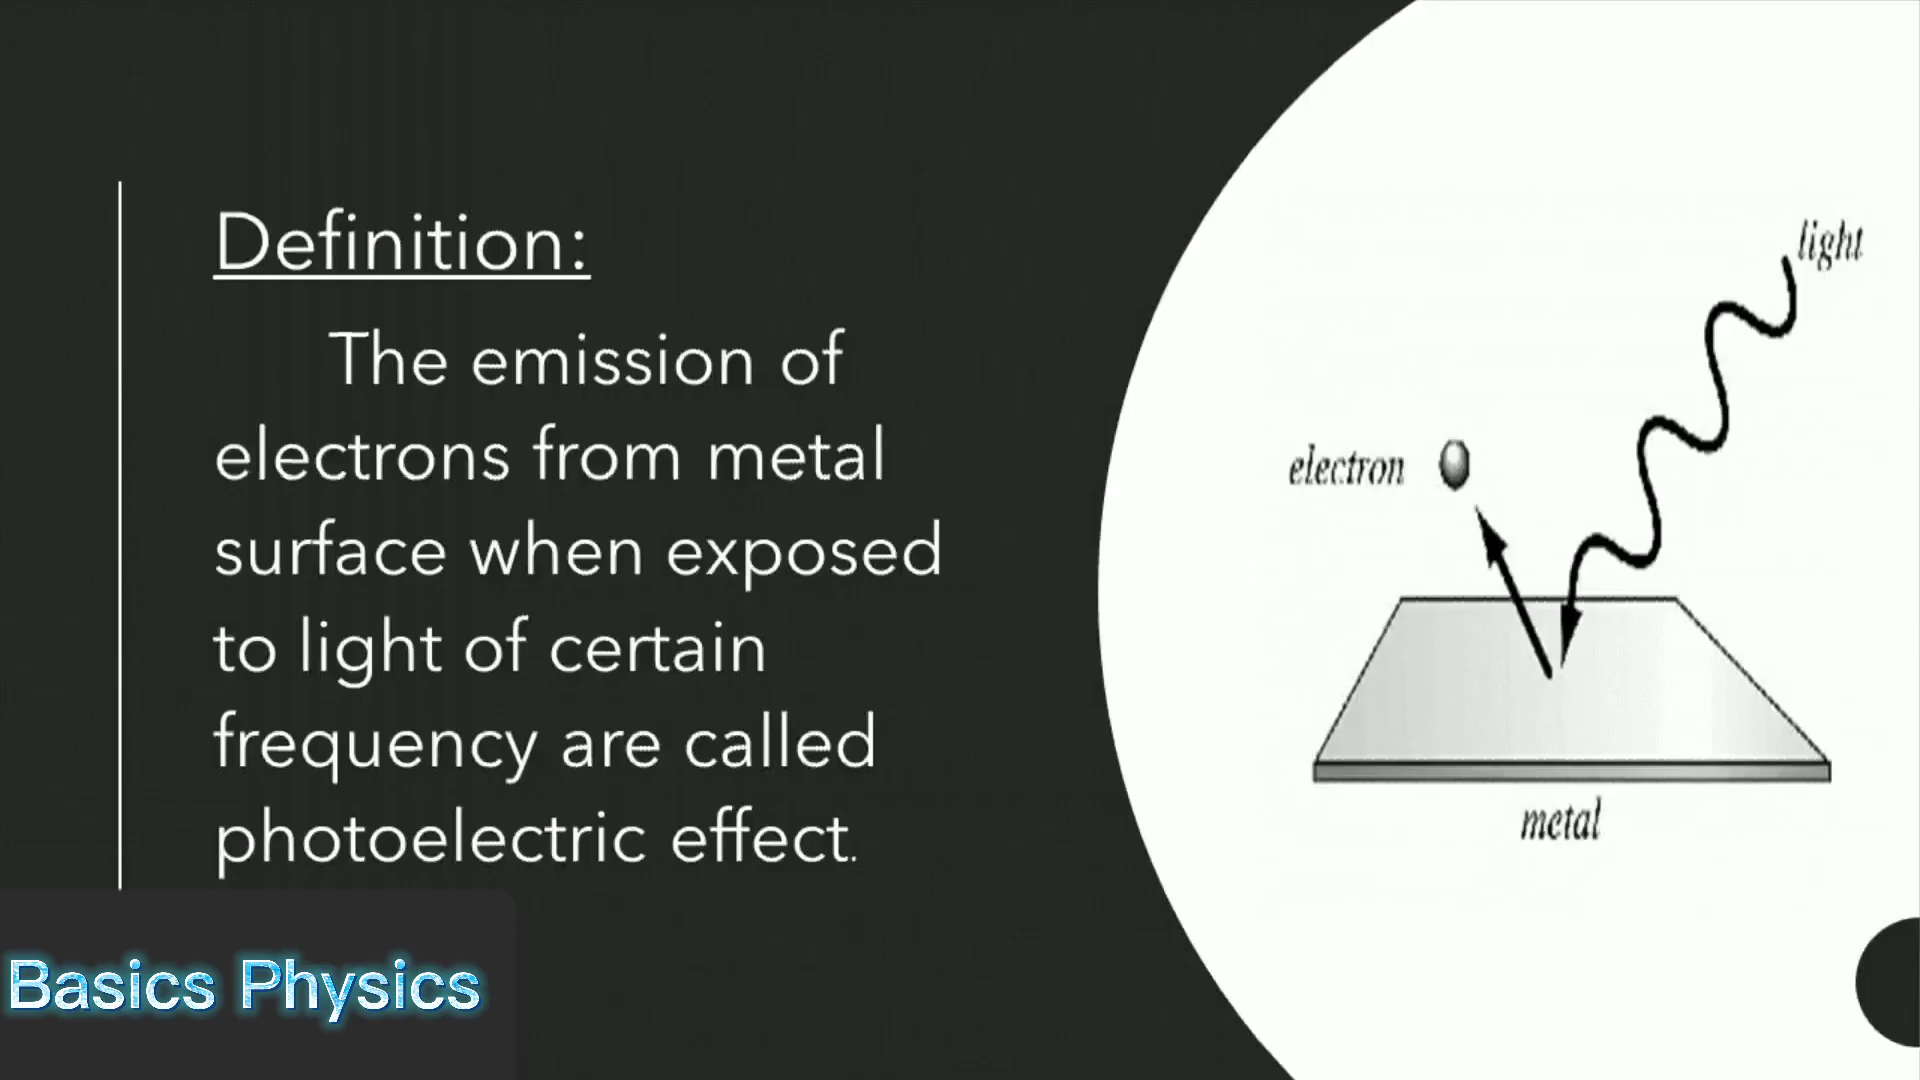 Definition:
The emission of
electrons from metal
surface when exposed
to light of certain
frequency are called
photoelectric effect.
light
electron
metal
Basics Physics